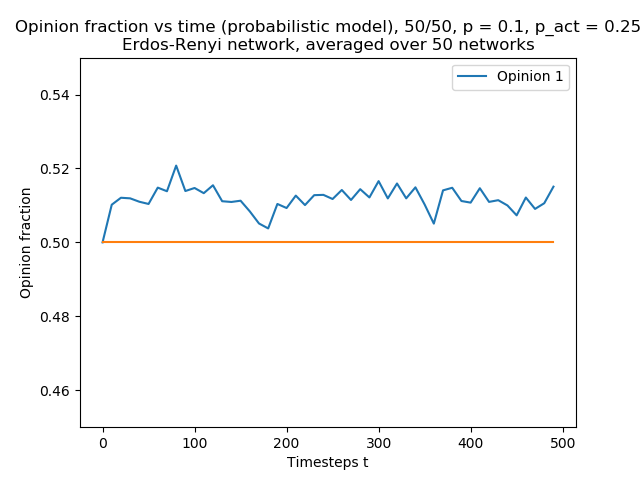 Opinion fraction vs time (probabilistic model), 50/50, p = 0.1, p_act = 0.25
Erdos-Renyi network, averaged over 50 networks
Opinion 1
Opinion fraction
0.54
0.52
0.50
0.48
0.46
0 100 200 300 400 500
Timesteps t